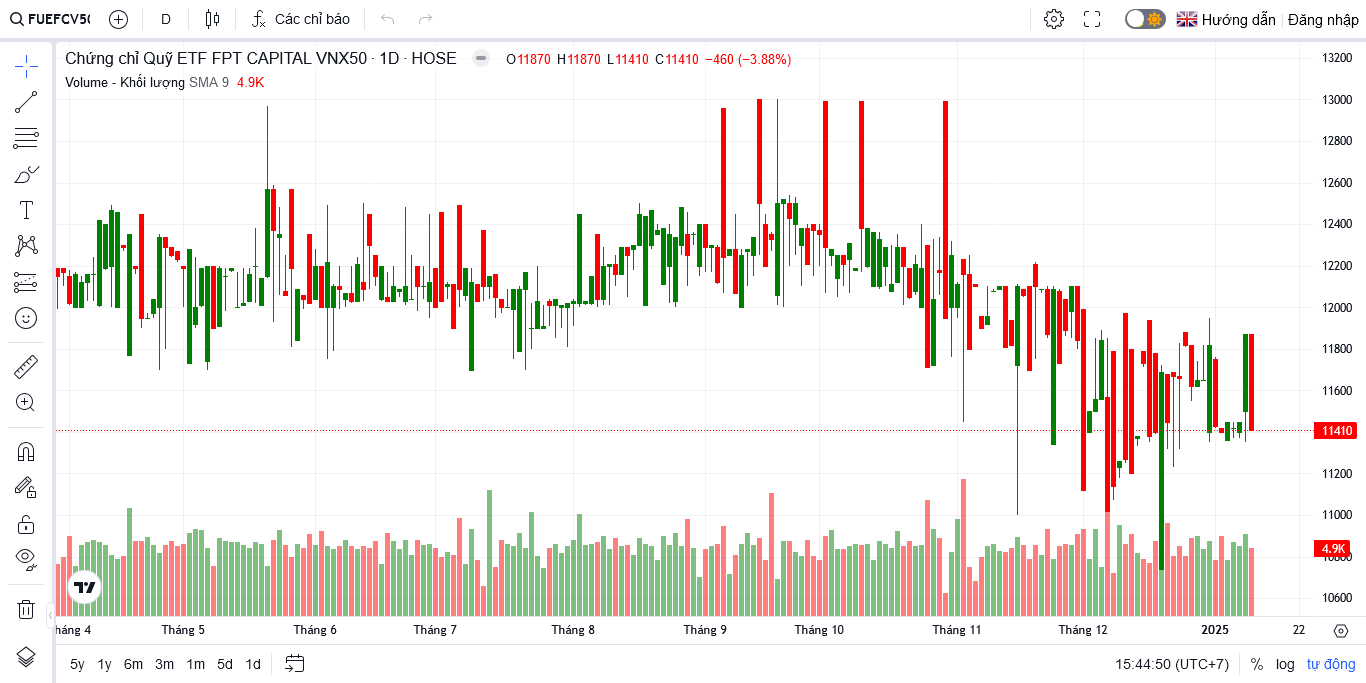 FUEFCV50 D Các chỉ báo Hướng dẫn Đăng nhập
Chứng chỉ Quỹ ETF FPT CAPITAL VNX50 · 1D · HOSE O11870 H11870 L11410 C11410 −460 (−3.88%)
Volume - Khối lượng SMA 9 4.9K
13200
13000
12800
12600
12400
12200
12000
11800
11600
11410
11200
11000
4.9K
10800
10600
háng 4 Tháng 5 Tháng 6 Tháng 7 Tháng 8 Tháng 9 Tháng 10 Tháng 11 Tháng 12 2025 22
5y 1y 6m 3m 1m 5d 1d 15:44:50 (UTC+7) % log tự động